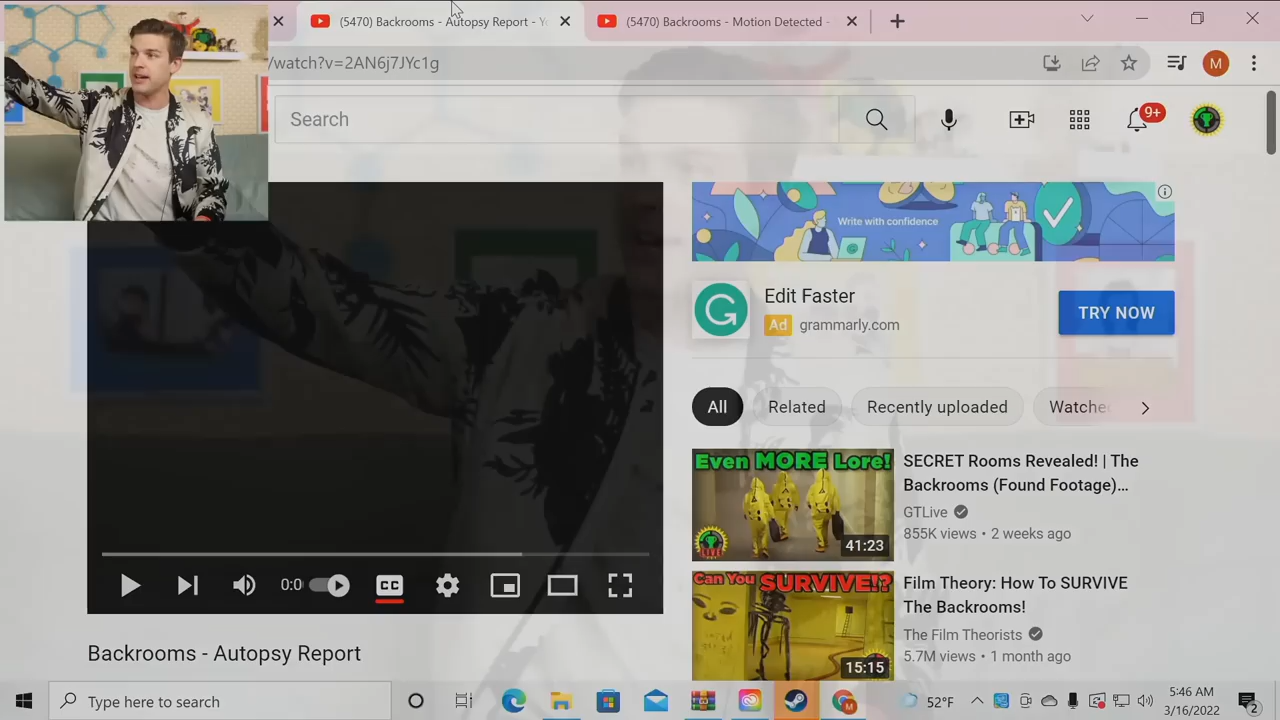 (5470) Backrooms - Autopsy Report - Yo
(5470) Backrooms - Motion Detected -
/watch?v=2AN6j7JYc1g
M
Search
9+
Write with confidence
Edit Faster
Ad grammarly.com
TRY NOW
All
Related
Recently uploaded
Watche
Even MORE Lore!
LIVE
41:23
SECRET Rooms Revealed! | The
Backrooms (Found Footage)…
GTLive
855K views • 2 weeks ago
0:0
CC
Can You SURVIVE!?
15:15
Film Theory: How To SURVIVE
The Backrooms!
The Film Theorists
5.7M views • 1 month ago
Backrooms - Autopsy Report
Type here to search
52°F
5:46 AM
3/16/2022
2